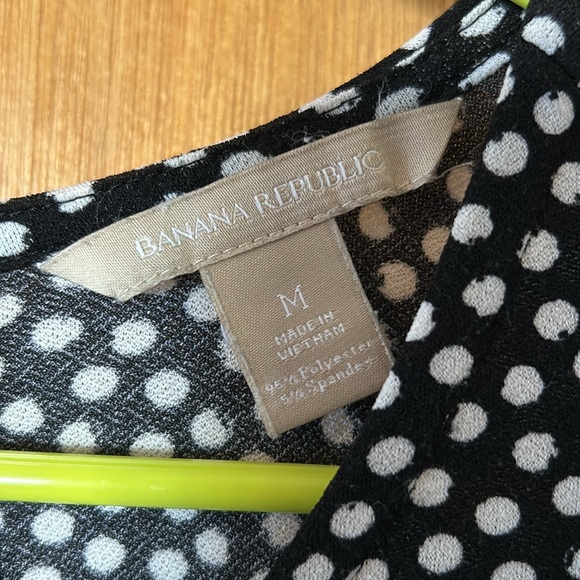 BANANA REPUBLIC
M
MADE IN
VIETNAM
95% Polyester
5% Spandex